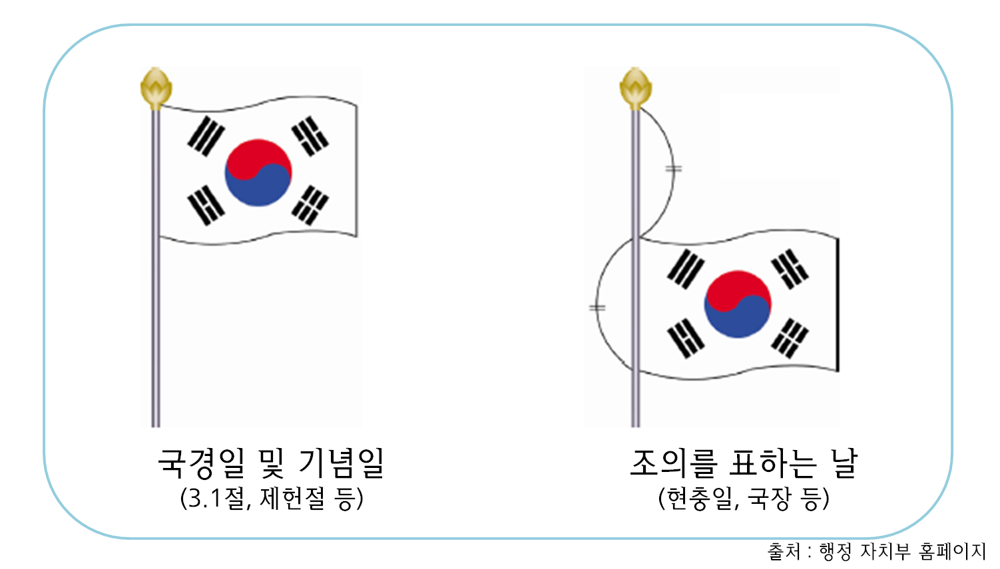 국경일 및 기념일
(3.1절, 제헌절 등)
조의를 표하는 날
(현충일, 국장 등)
출처 : 행정 자치부 홈페이지